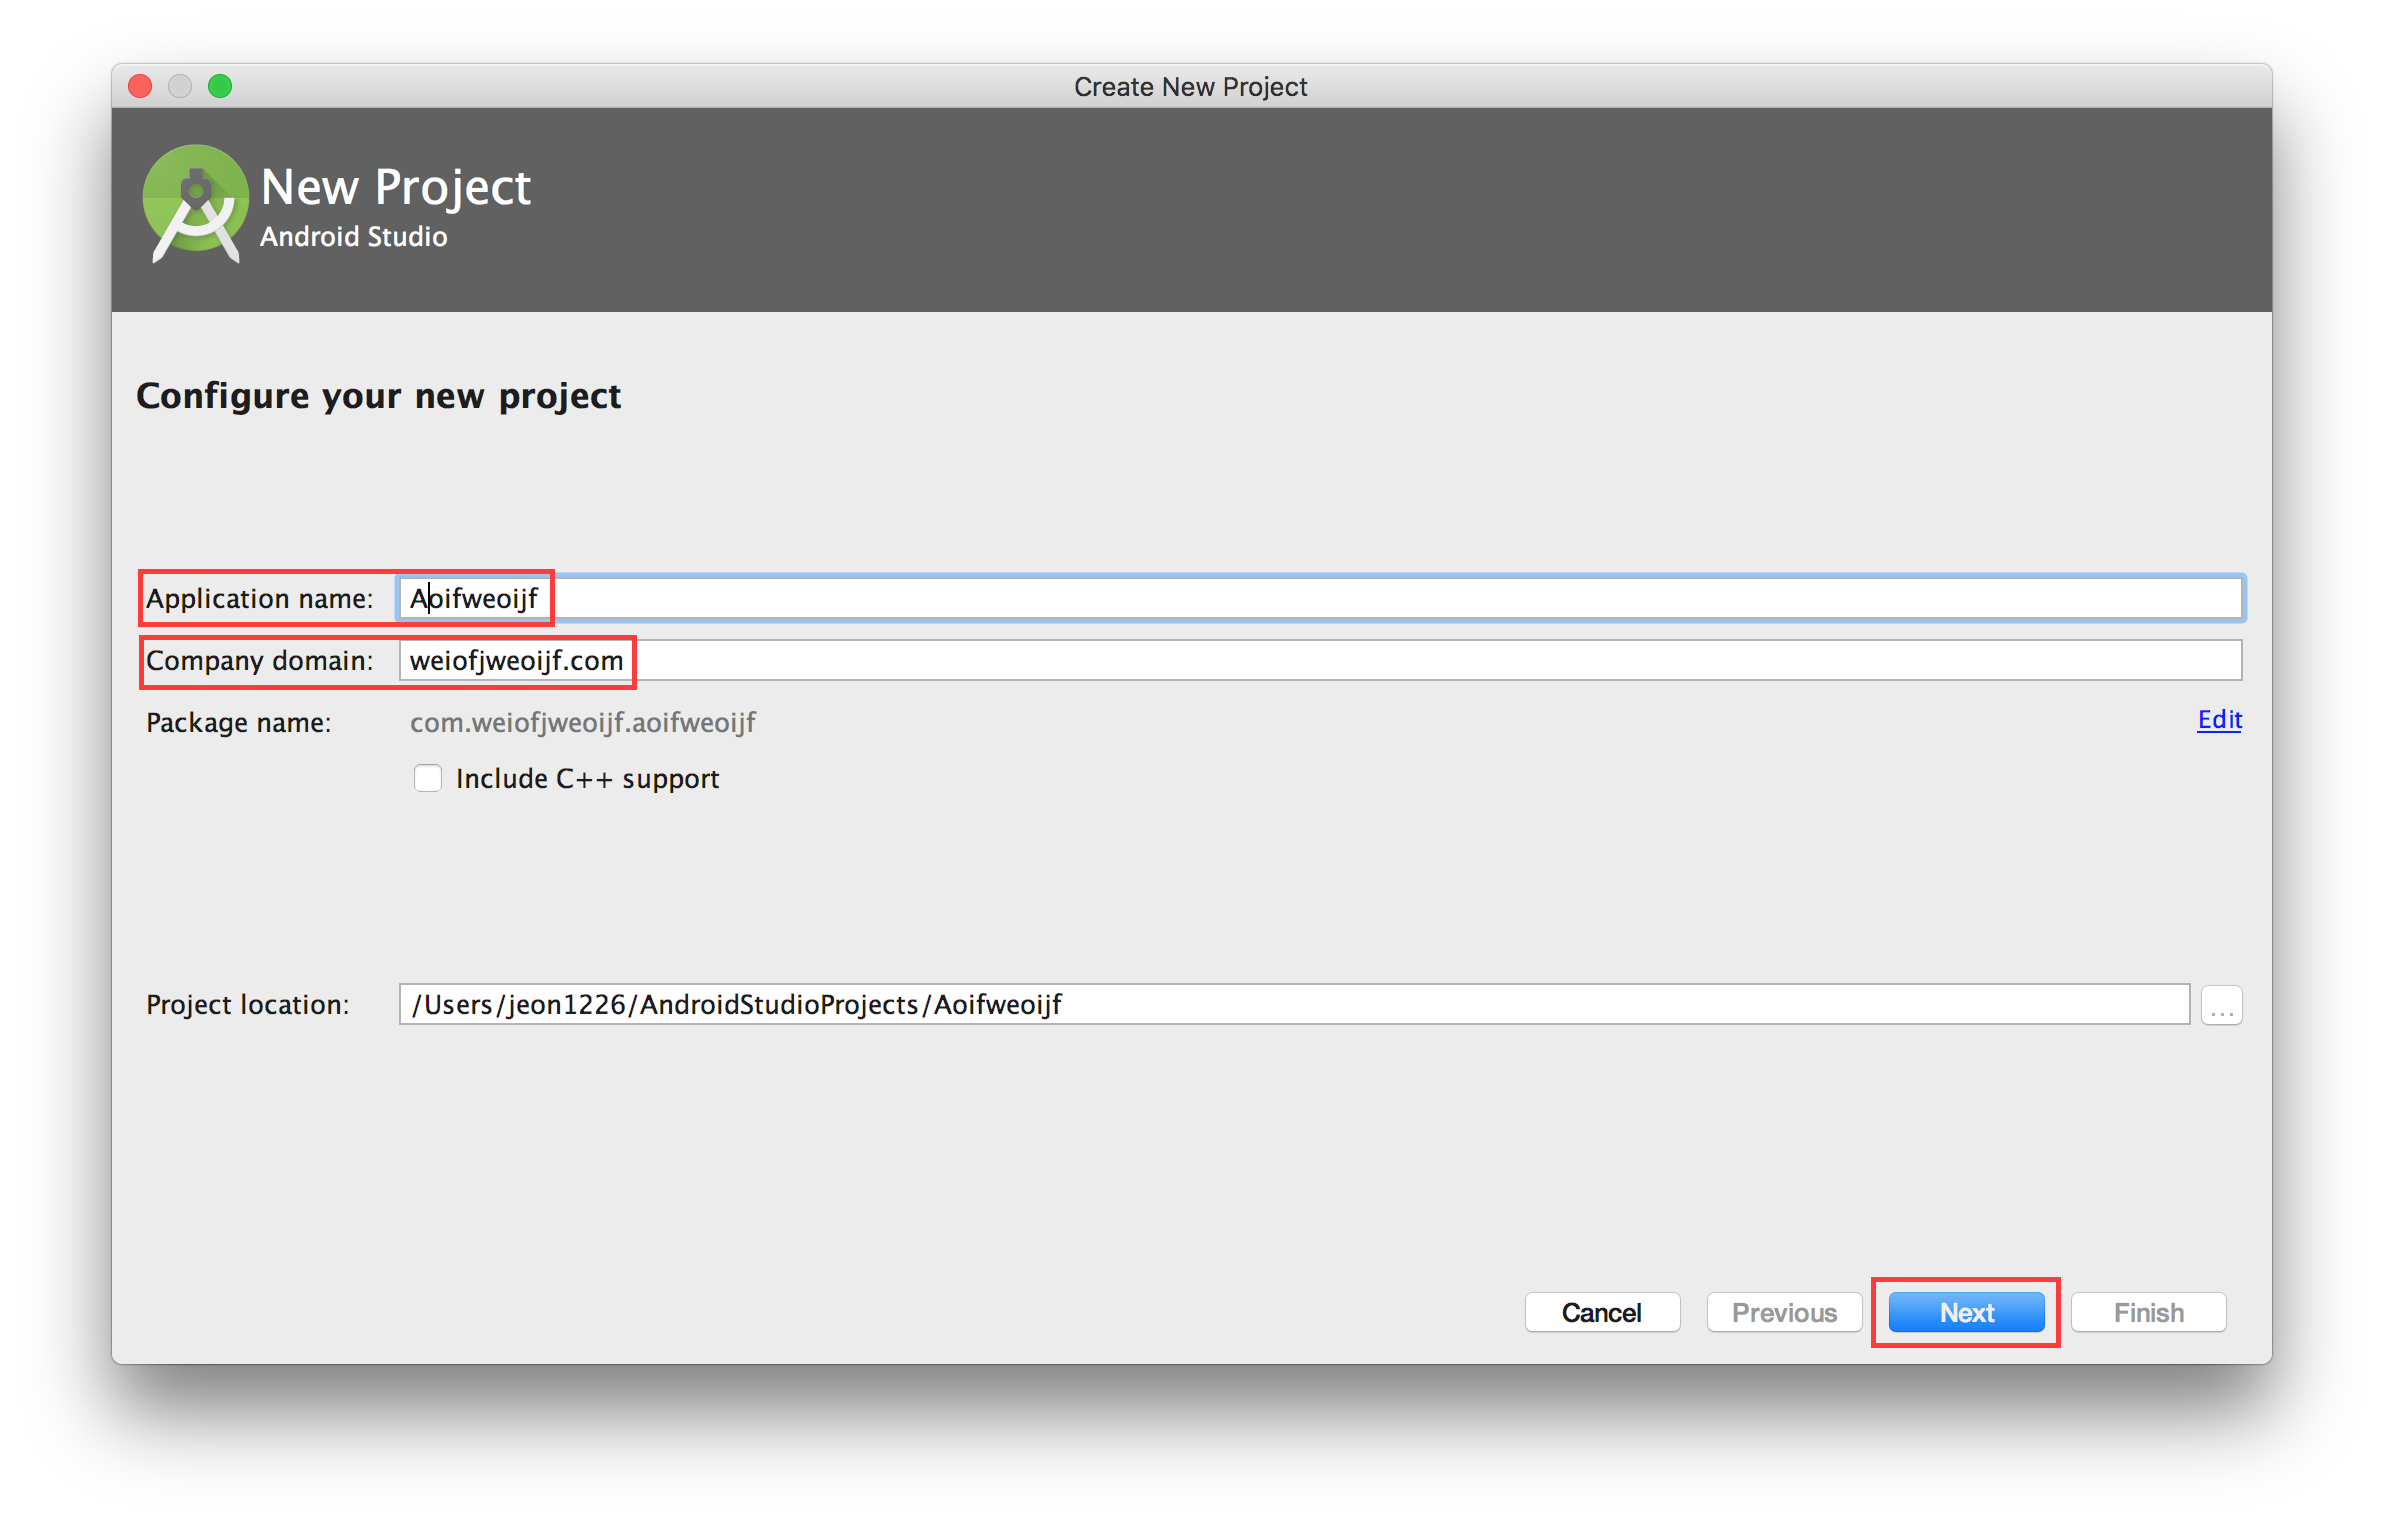 Create New Project
New Project
Android Studio
Configure your new project
Application name: Aoifweoijf
Company domain: weiofjweoijf.com
Package name: com.weiofjweoijf.aoifweoijf Edit
Include C++ support
Project location: /Users/jeon1226/AndroidStudioProjects/Aoifweoijf ...
Cancel Previous Next Finish